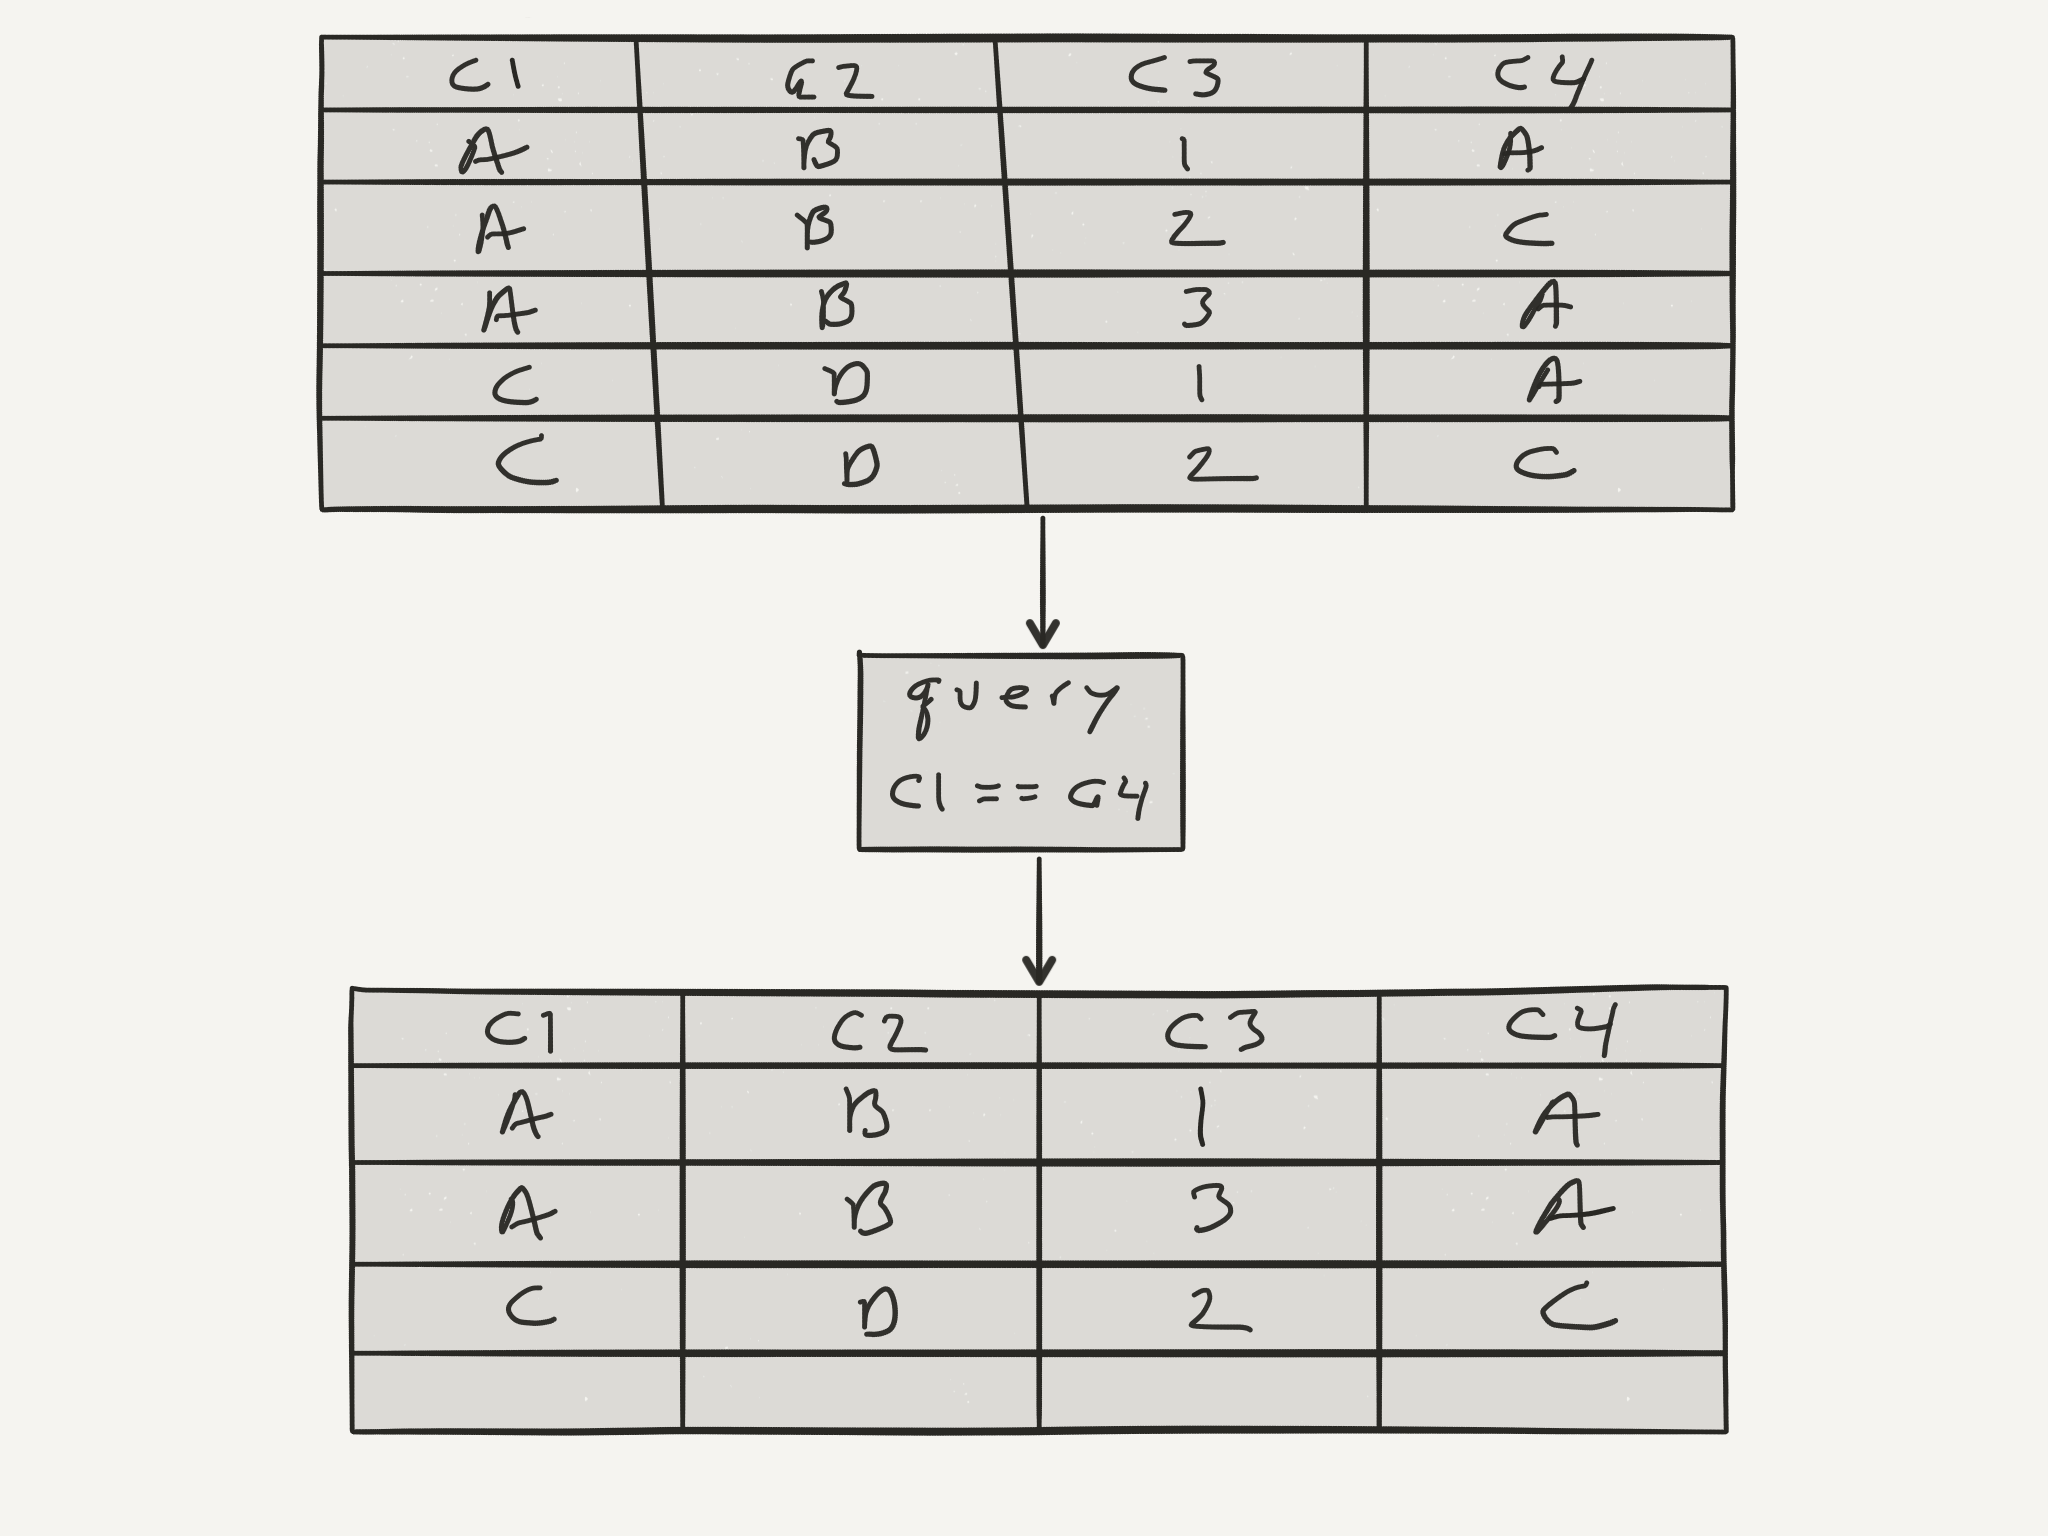 C1 C2 C3 C4
A B 1 A
A B 2 C
A B 3 A
C D 1 A
C D 2 C
query
C1 == C4
C1 C2 C3 C4
A B 1 A
A B 3 A
C D 2 C